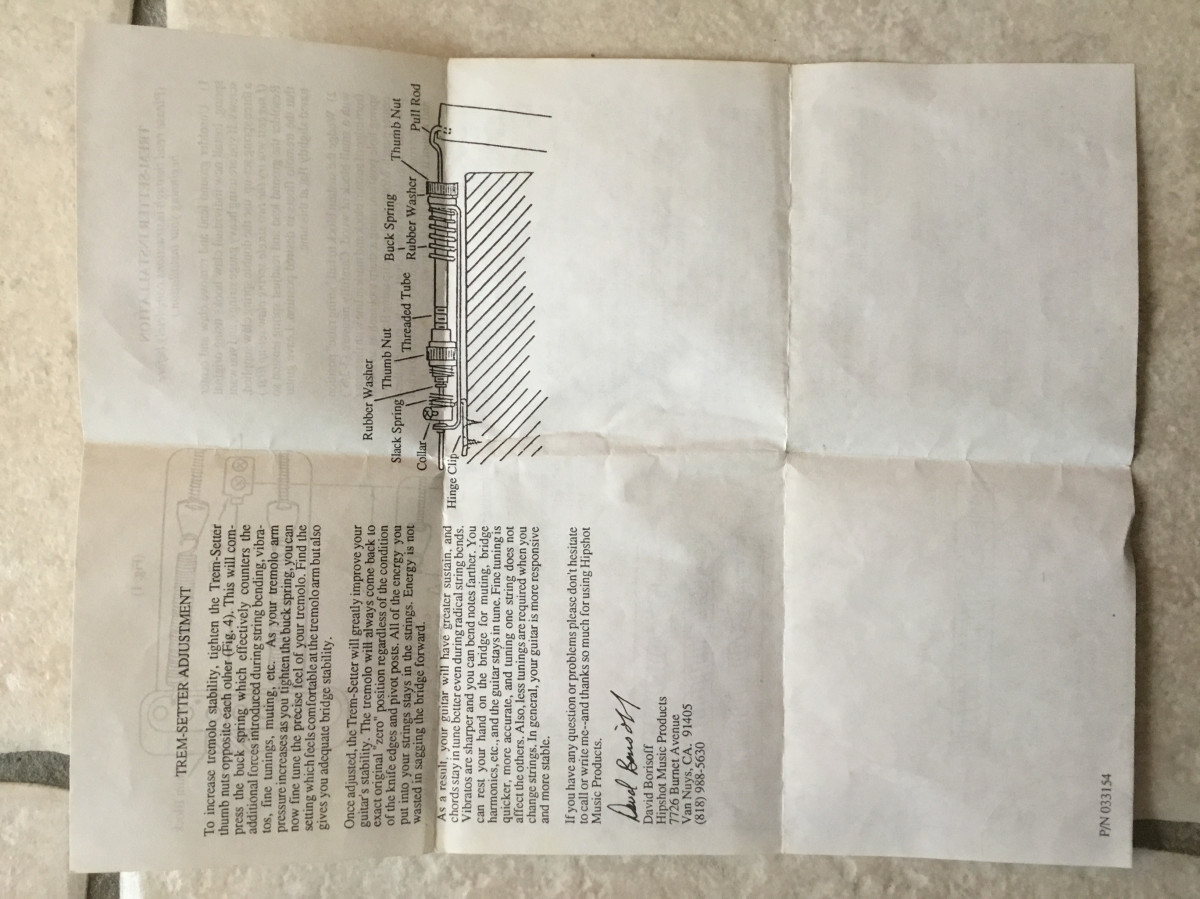 TREM-SETTER ADJUSTMENT
To increase tremolo stability, tighten the Trem-Setter
thumb nuts opposite each other (Fig. 4). This will com-
press the buck spring which effectively counters the
additional forces introduced during string bending, vibra-
tos, fine tunings, muting, etc. As your tremolo arm
pressure increases as you tighten the buck spring, you can
now fine tune the precise feel of your tremolo. Find the
setting which feels comfortable at the tremolo arm but also
gives you adequate bridge stability.
Once adjusted, the Trem-Setter will greatly improve your
guitar's stability. The tremolo will always come back to
exact original "zero" position regardless of the condition
of the knife edges and pivot posts. All of the energy you
put into your strings stays in the strings. Energy is not
wasted in sagging the bridge forward.
As a result, your guitar will have greater sustain, and
chords stay in tune better even during radical string bends.
Vibratos are sharper and you can bend notes farther. You
can rest your hand on the bridge for muting, bridge
harmonics, etc., and the guitar stays in tune. Fine tuning is
quicker, more accurate, and tuning one string does not
affect the others. Also, less tunings are required when you
change strings. In general, your guitar is more responsive
and more stable.
If you have any question or problems please don't hesitate
to call or write me--and thanks so much for using Hipshot
Music Products.
David Borisoff
David Borisoff
Hipshot Music Products
7726 Burnet Avenue
Van Nuys, CA. 91405
(818) 988-5630
Rubber Washer
Thumb Nut
Slack Spring
Threaded Tube
Collar
Hinge Clip
Buck Spring
Rubber Washer
Thumb Nut
Pull Rod
P/N 033154